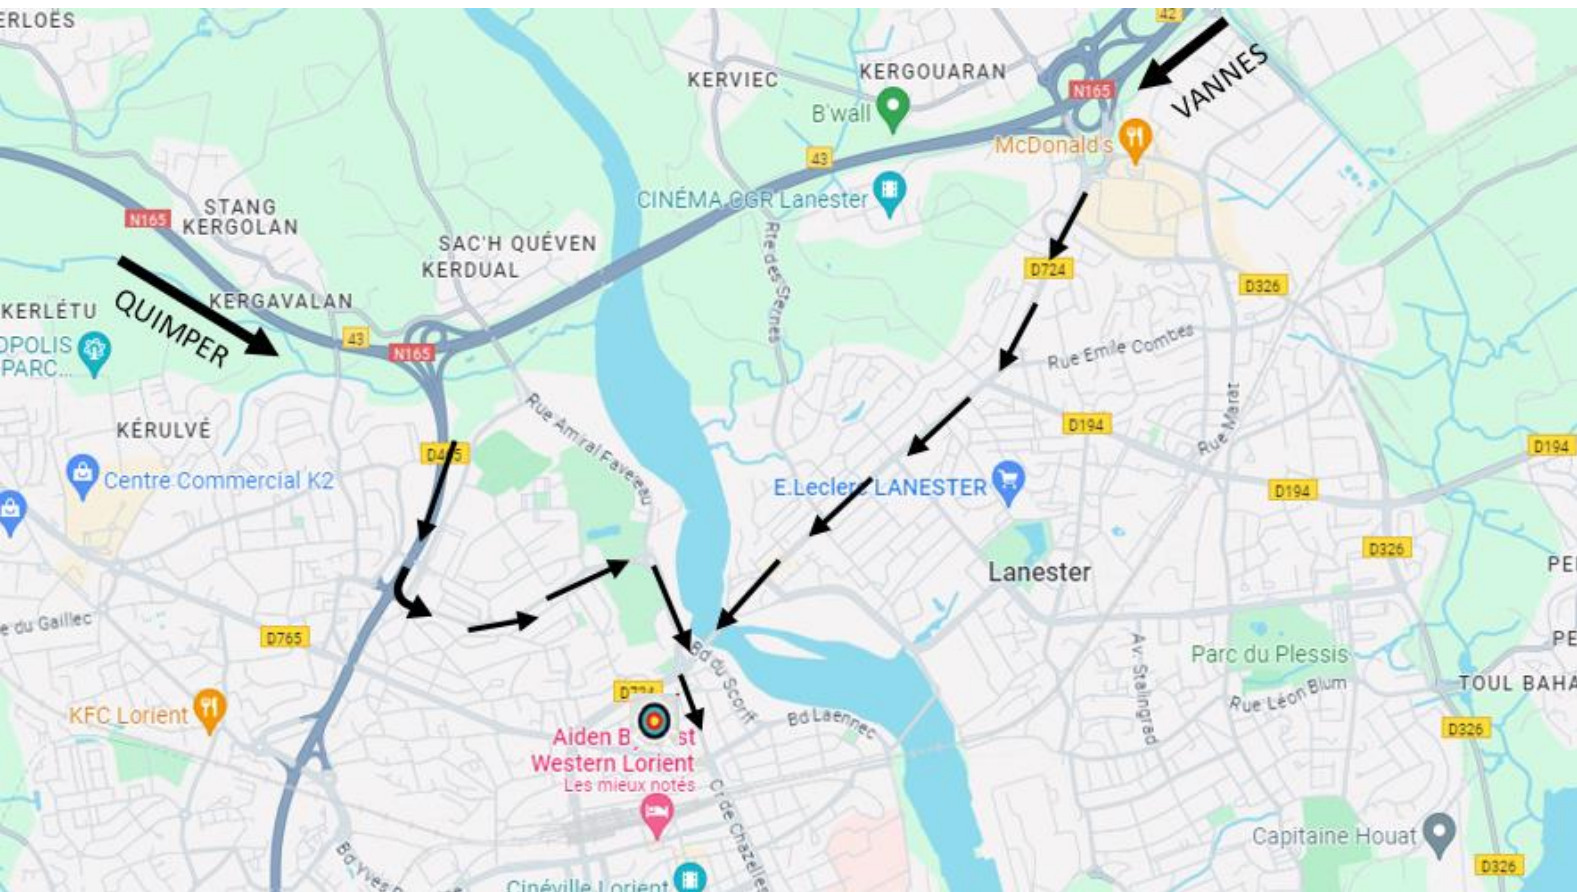 ERLOËS
42
KERVIEC
KERGOUARAN
N165
VANNES
B'wall
McDonald's
43
CINÉMA CGR Lanester
STANG
KERGOLAN
N165
Rte des Sternes
SAC'H QUÉVEN
KERDUAL
D724
D326
KERGAVALAN
KERLÉTU
QUIMPER
43
N165
OPOLIS
PARC...
Rue Emile Combes
Rue Amiral Favereau
Rue Marat
D194
KÉRULVÉ
D194
Centre Commercial K2
E.Leclerc LANESTER
D194
D326
Lanester
PE
e du Gaillec
D765
PE
Parc du Plessis
Av. Stalingrad
Bd du Scorff
TOUL BAHA
Rue Léon Blum
KFC Lorient
Bd Laennec
D326
Western Lorient
Les mieux notés
Crs de Chazelles
Capitaine Houat
D326
Cinéville Lorient